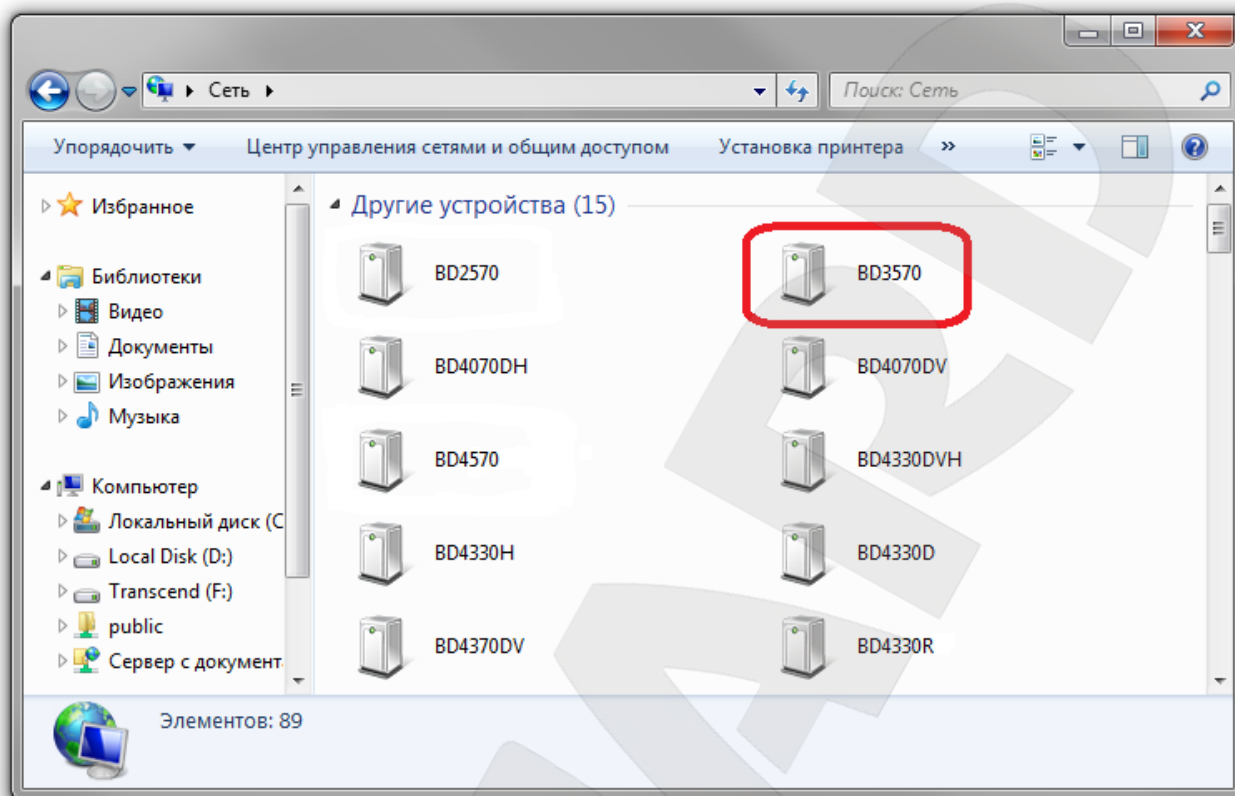 Сеть
Поиск: Сеть
Упорядочить Центр управления сетями и общим доступом Установка принтера »
Избранное
Библиотеки
Видео
Документы
Изображения
Музыка
Компьютер
Локальный диск (C
Local Disk (D:)
Transcend (F:)
public
Сервер с документ
Другие устройства (15)
BD2570 BD3570
BD4070DH BD4070DV
BD4570 BD4330DVH
BD4330H BD4330D
BD4370DV BD4330R
Элементов: 89